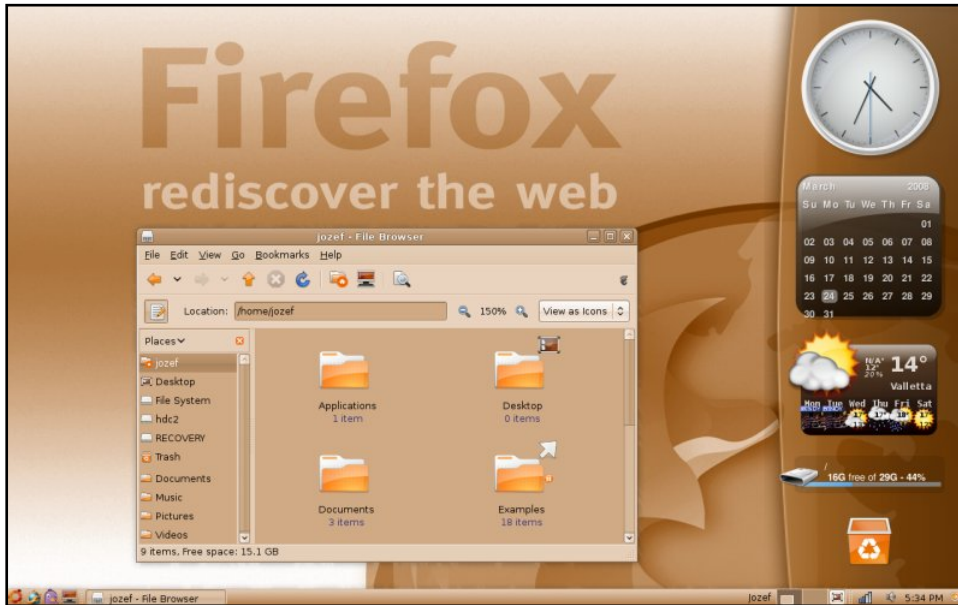 Firefox
rediscover the web
March 2008
Su Mo Tu We Th Fr Sa
01
02 03 04 05 06 07 08
09 10 11 12 13 14 15
16 17 18 19 20 21 22
23 24 25 26 27 28 29
30 31
jozef - File Browser
File Edit View Go Bookmarks Help
Location: /home/jozef 150% View as Icons
Places
jozef
Desktop
File System
hdc2
RECOVERY
Trash
Documents
Music
Pictures
Videos
Applications
1 item
Desktop
0 items
Documents
3 items
Examples
18 items
9 items, Free space: 15.1 GB
N/A°
12°
20%
14°
Valletta
Mon Tue Wed Thu Fri Sat
/
16G free of 29G - 44%
jozef - File Browser
Jozef
5:34 PM